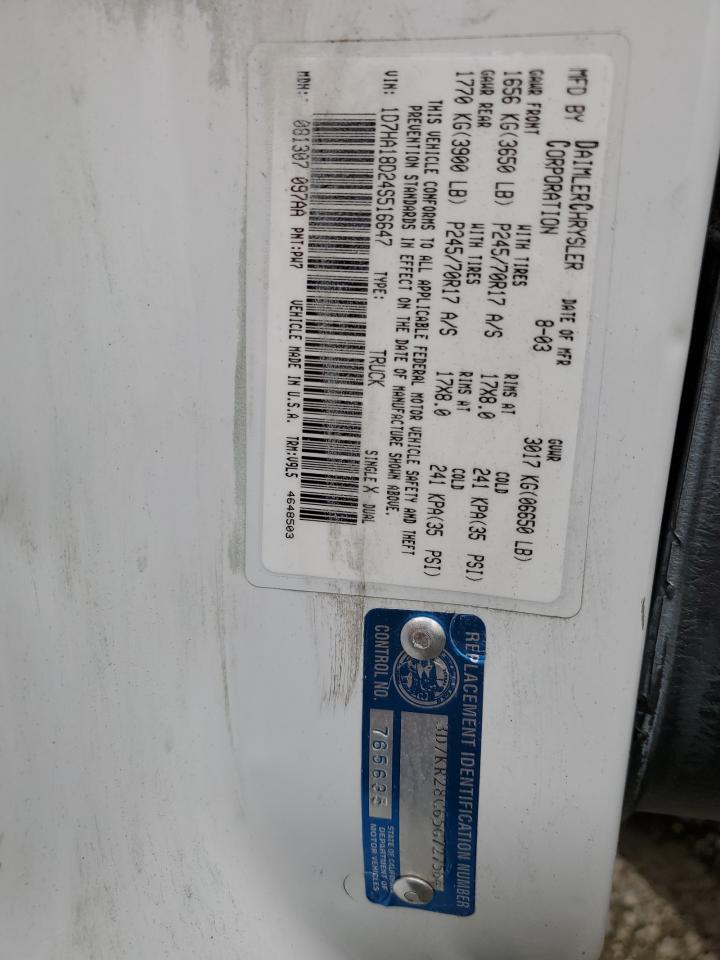 MFD BY DAIMLERCHRYSLER CORPORATION
DATE OF MFR
8-03
GVWR
3017 KG(06650 LB)
GAWR FRONT WITH TIRES RIMS AT COLD
1656 KG(3650 LB) P245/70R17 A/S 17X8.0 241 KPA(35 PSI)
GAWR REAR WITH TIRES RIMS AT COLD
1770 KG(3900 LB) P245/70R17 A/S 17X8.0 241 KPA(35 PSI)
THIS VEHICLE CONFORMS TO ALL APPLICABLE FEDERAL MOTOR VEHICLE SAFETY AND THEFT
PREVENTION STANDARDS IN EFFECT ON THE DATE OF MANUFACTURE SHOWN ABOVE.
VIN: 1D7HA18D24S516647 TYPE: TRUCK SINGLE X DUAL
MDH: 081307 097AA PNT:PW7 VEHICLE MADE IN U.S.A. TRM:V9L5 4648503
REPLACEMENT IDENTIFICATION NUMBER
CONTROL NO. 765635
STATE OF CALIFORNIA
DEPARTMENT OF
MOTOR VEHICLES